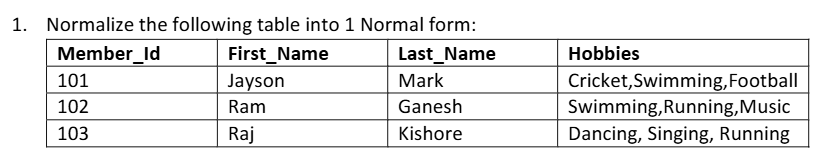 1. Normalize the following table into 1 Normal form:
Member_Id First_Name Last_Name Hobbies
101 Jayson Mark Cricket,Swimming,Football
102 Ram Ganesh Swimming,Running,Music
103 Raj Kishore Dancing, Singing, Running